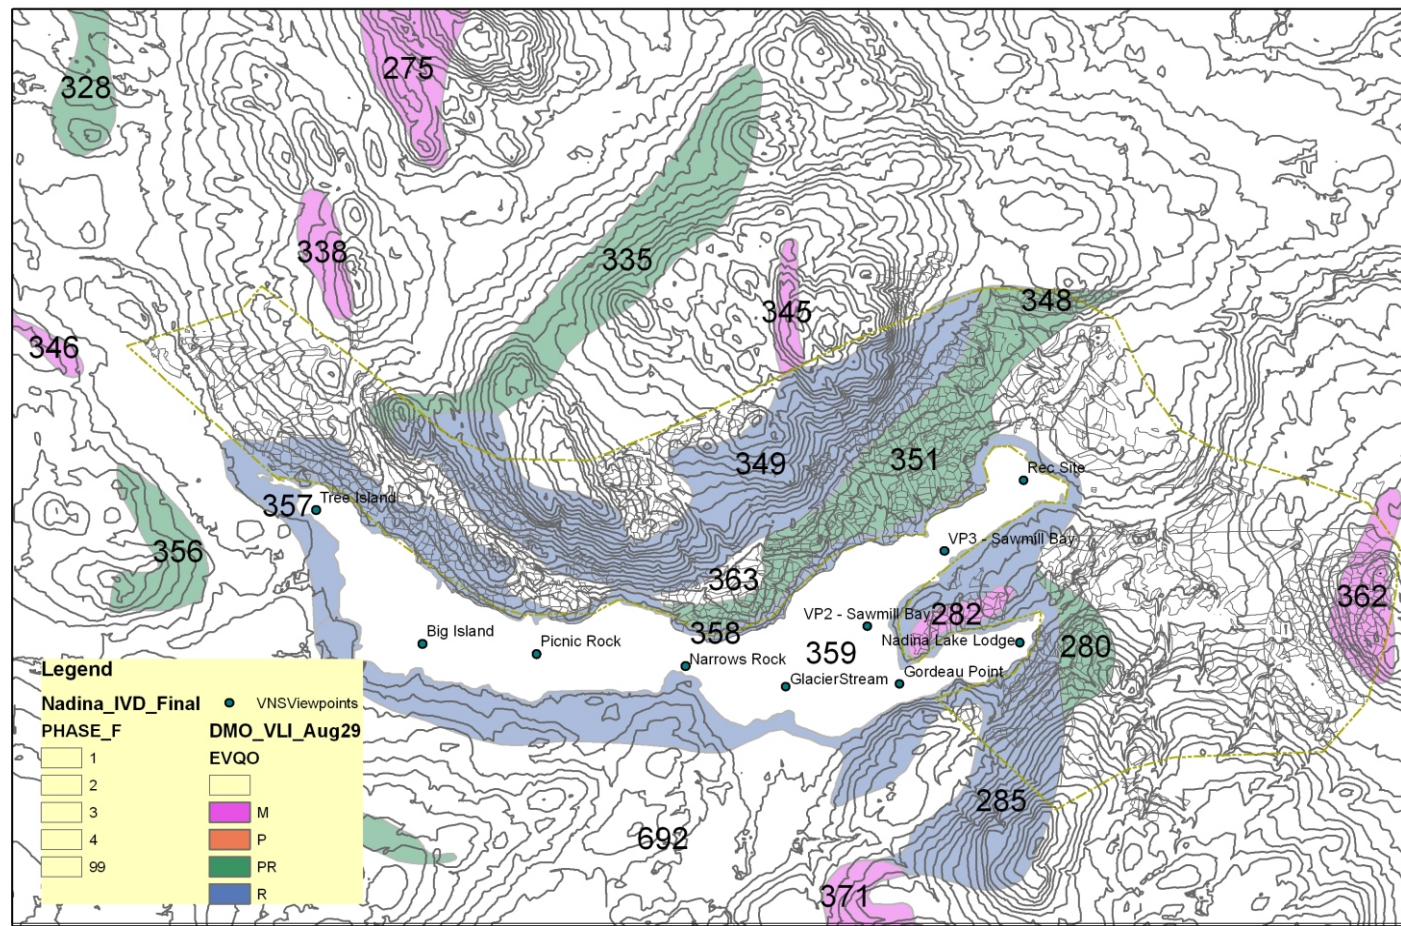 328
275
338
335
345
348
346
349
351
Rec Site
357
Tree Island
356
VP3 - Sawmill Bay
363
362
358
VP2 - Sawmill Bay
282
Big Island
Picnic Rock
359
Nadina Lake Lodge
280
Narrows Rock
Gordeau Point
GlacierStream
285
692
371
Legend
Nadina_IVD_Final
VNSViewpoints
PHASE_F
DMO_VLI_Aug29
1
EVQO
2
3
M
4
P
99
PR
R